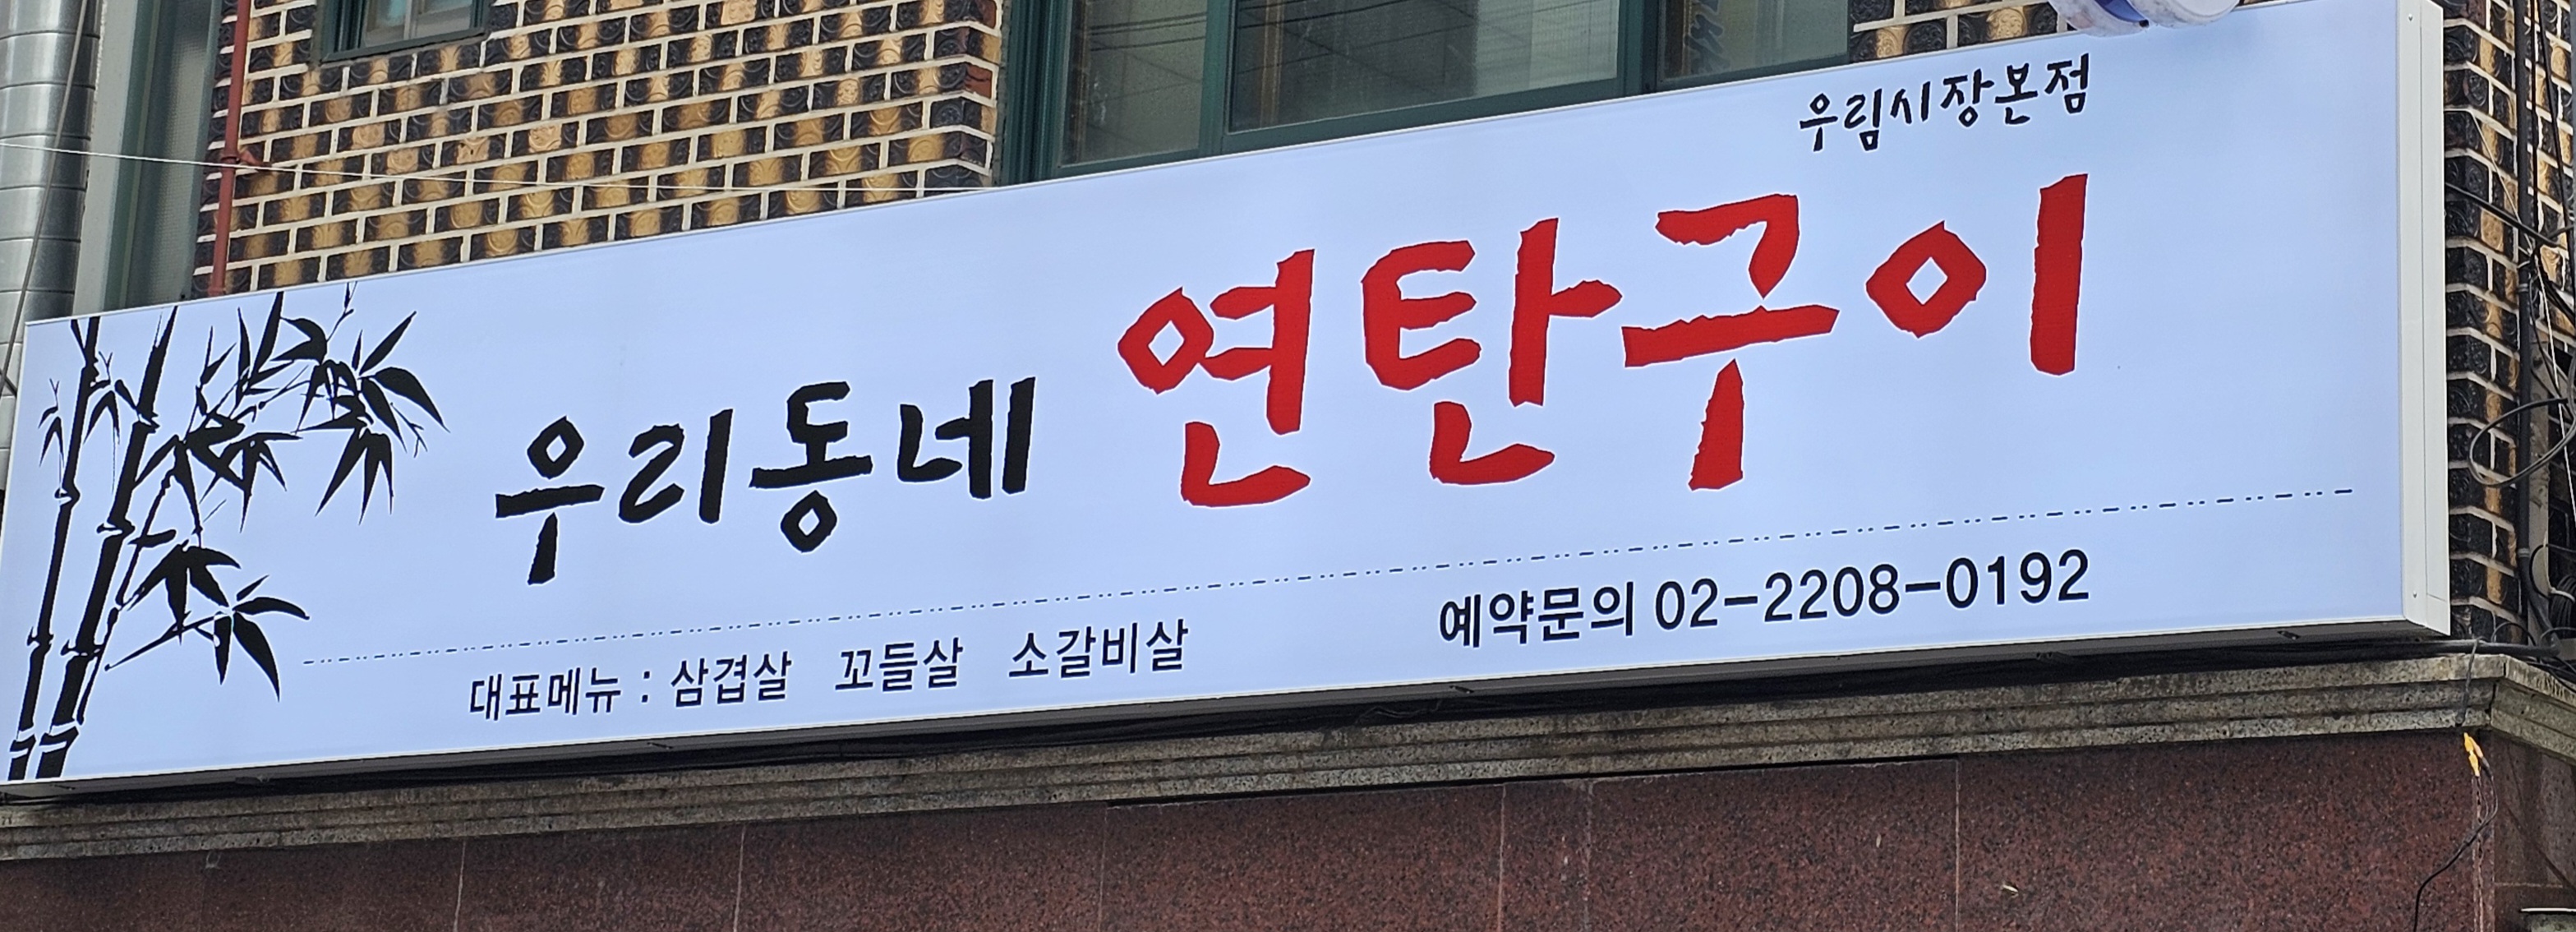 우림시장본점
우리동네 연탄구이
대표메뉴 : 삼겹살 꼬들살 소갈비살
예약문의 02-2208-0192